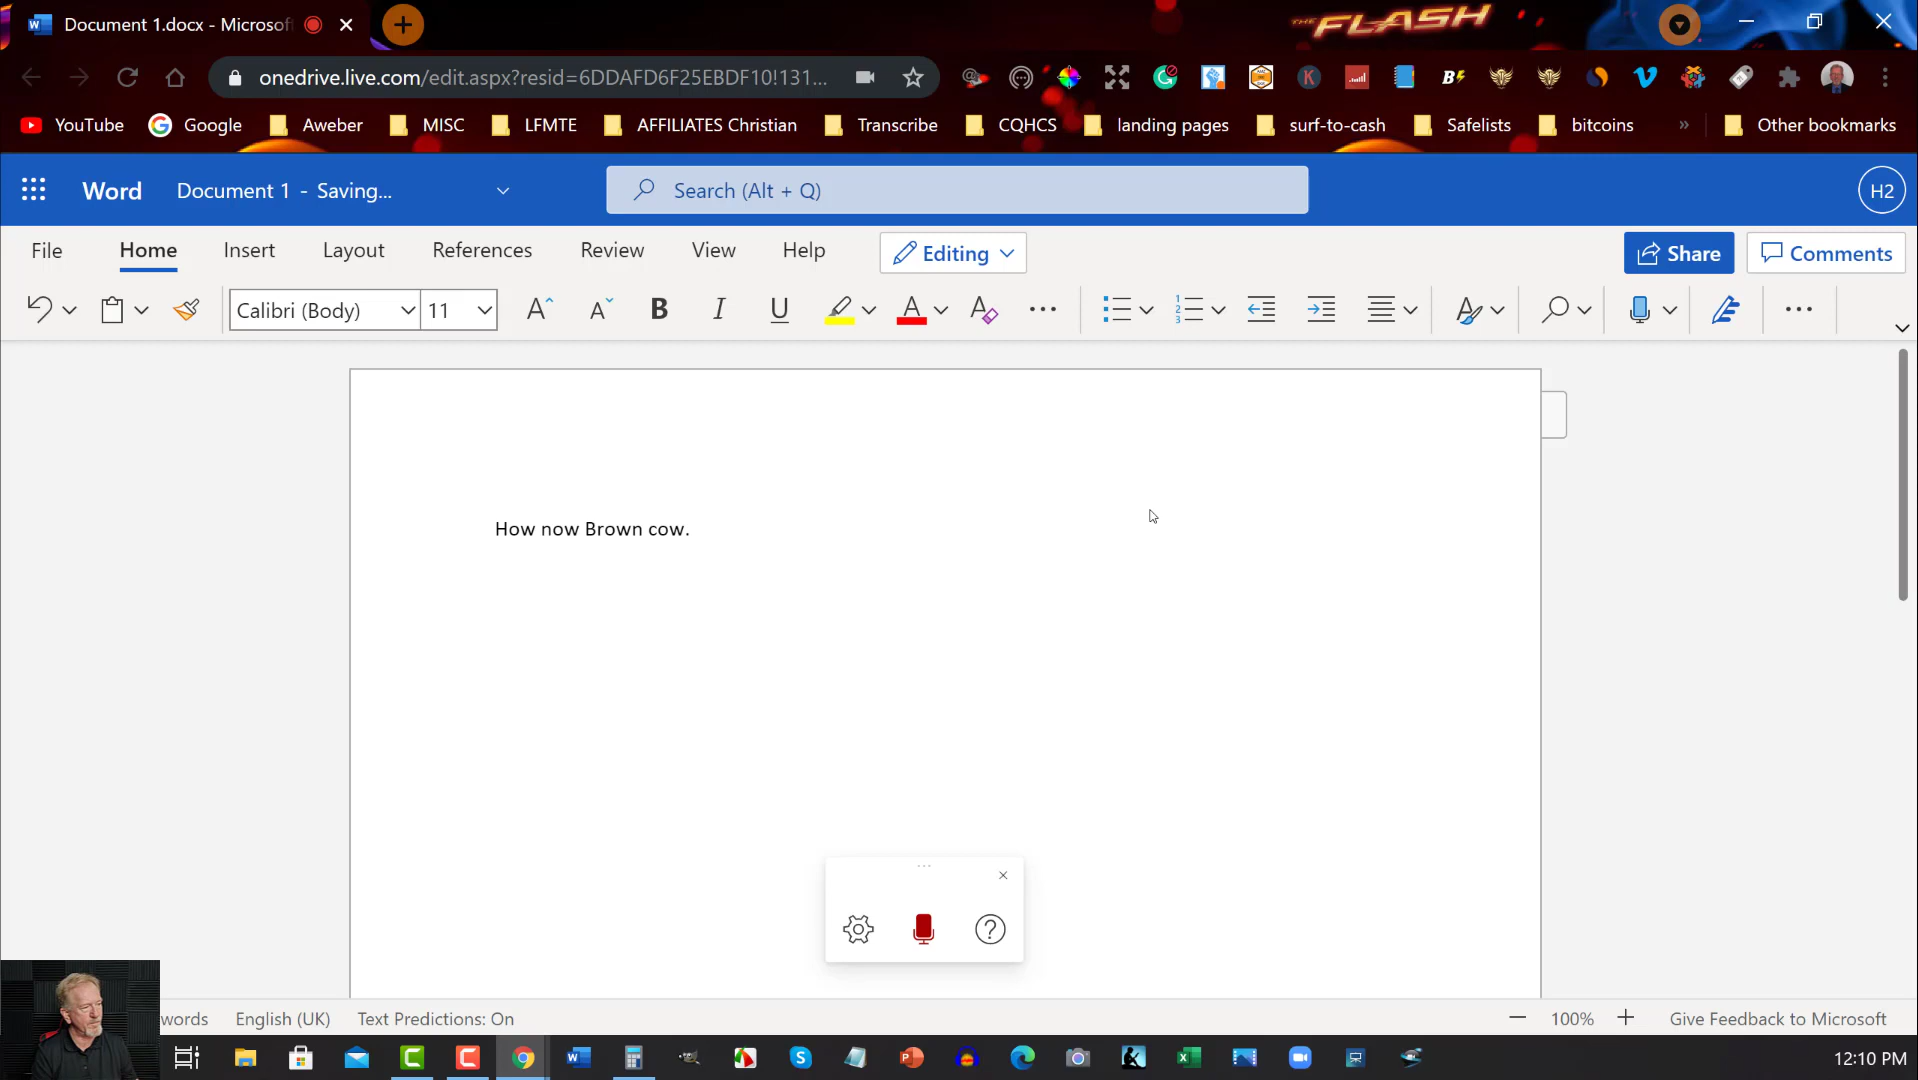 Document 1.docx - Microsoft
THE FLASH
onedrive.live.com/edit.aspx?resid=6DDAFD6F25EBDF10!131...
YouTube Google Aweber MISC LFMTE AFFILIATES Christian Transcribe CQHCS landing pages surf-to-cash Safelists bitcoins » Other bookmarks
Word Document 1 - Saving... Search (Alt + Q) H2
File Home Insert Layout References Review View Help Editing Share Comments
Calibri (Body) 11 B I U A
How now Brown cow.
words English (UK) Text Predictions: On 100% Give Feedback to Microsoft
12:10 PM